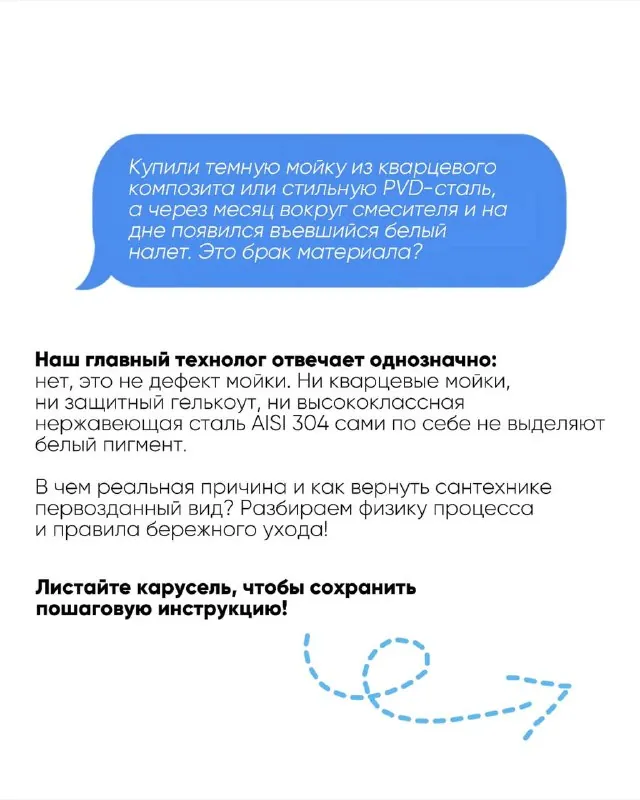 Купили темную мойку из кварцевого
композита или стильную PVD-сталь,
а через месяц вокруг смесителя и на
дне появился въевшийся белый
налет. Это брак материала?
Наш главный технолог отвечает однозначно:
нет, это не дефект мойки. Ни кварцевые мойки,
ни защитный гелькоут, ни высококлассная
нержавеющая сталь AISI 304 сами по себе не выделяют
белый пигмент.
В чем реальная причина и как вернуть сантехнике
первозданный вид? Разбираем физику процесса
и правила бережного ухода!
Листайте карусель, чтобы сохранить
пошаговую инструкцию!